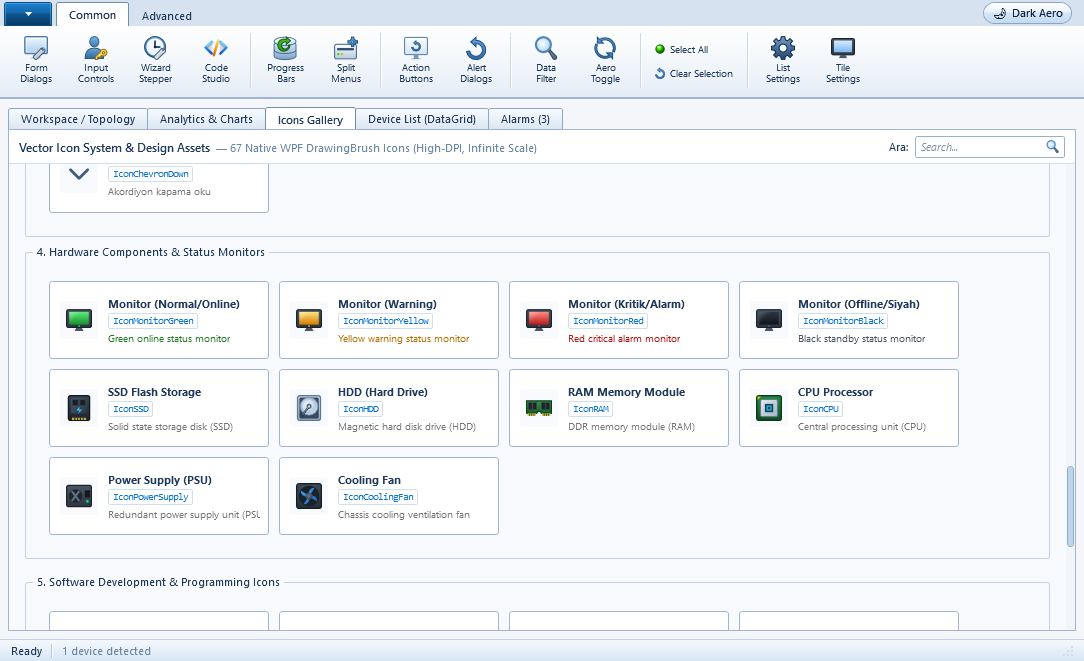 Common
Advanced
Dark Aero
Form Dialogs
Input Controls
Wizard Stepper
Code Studio
Progress Bars
Split Menus
Action Buttons
Alert Dialogs
Data Filter
Aero Toggle
Select All
Clear Selection
List Settings
Tile Settings
Workspace / Topology
Analytics & Charts
Icons Gallery
Device List (DataGrid)
Alarms (3)
Vector Icon System & Design Assets — 67 Native WPF DrawingBrush Icons (High-DPI, Infinite Scale)
Ara:
Search...
IconChevronDown
Akordiyon kapama oku
4. Hardware Components & Status Monitors
Monitor (Normal/Online)
IconMonitorGreen
Green online status monitor
Monitor (Warning)
IconMonitorYellow
Yellow warning status monitor
Monitor (Kritik/Alarm)
IconMonitorRed
Red critical alarm monitor
Monitor (Offline/Siyah)
IconMonitorBlack
Black standby status monitor
SSD Flash Storage
IconSSD
Solid state storage disk (SSD)
HDD (Hard Drive)
IconHDD
Magnetic hard disk drive (HDD)
RAM Memory Module
IconRAM
DDR memory module (RAM)
CPU Processor
IconCPU
Central processing unit (CPU)
Power Supply (PSU)
IconPowerSupply
Redundant power supply unit (PSU
Cooling Fan
IconCoolingFan
Chassis cooling ventilation fan
5. Software Development & Programming Icons
Ready
1 device detected